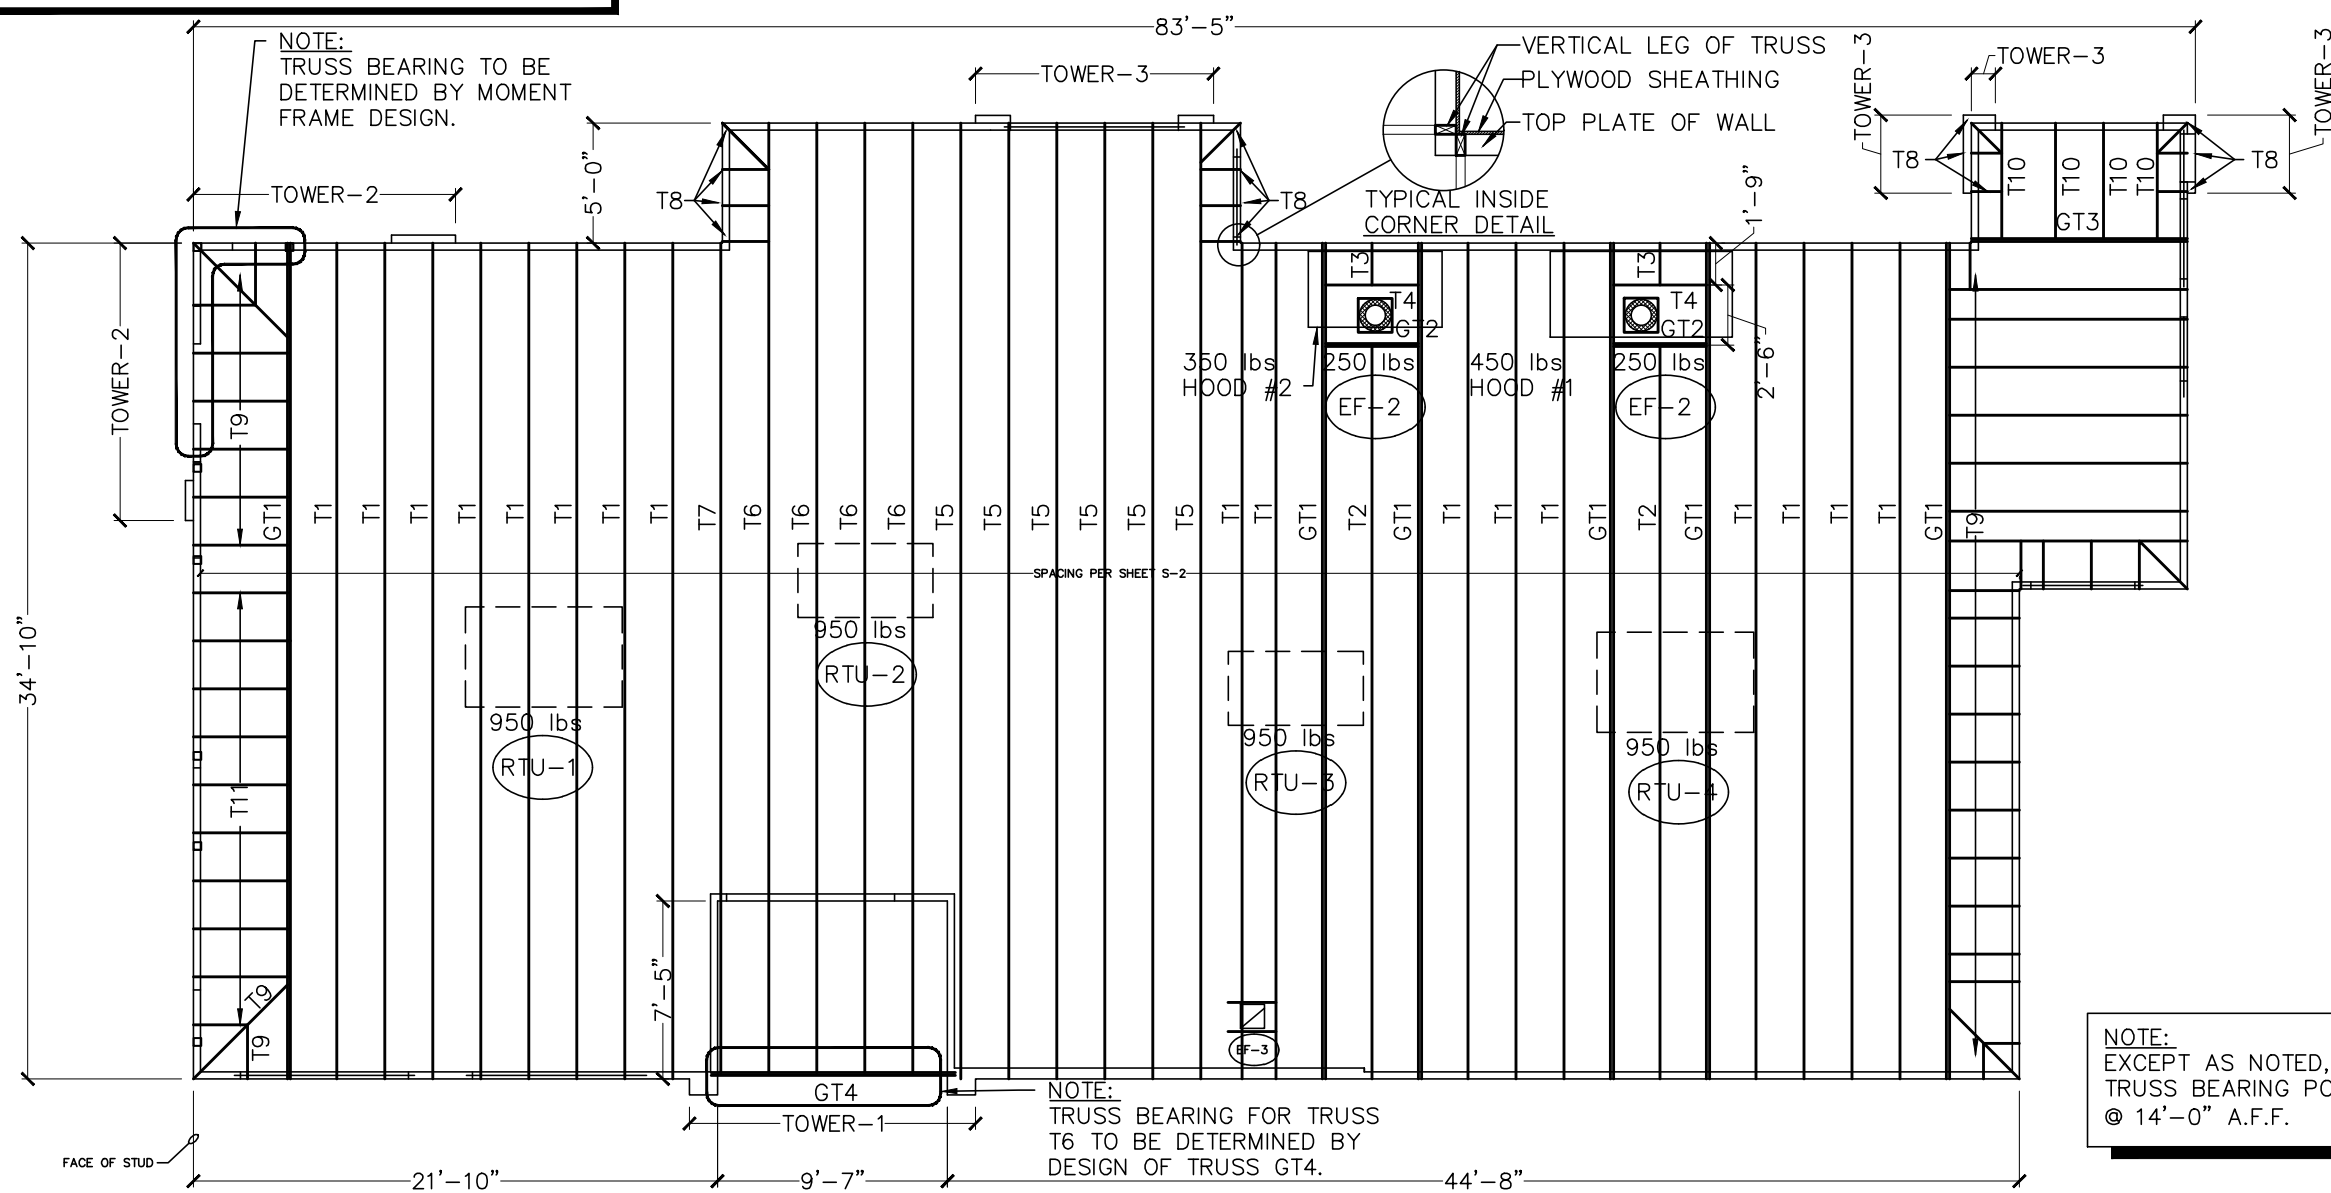 83'-5"
NOTE:
TRUSS BEARING TO BE
DETERMINED BY MOMENT
FRAME DESIGN.
TOWER-3
VERTICAL LEG OF TRUSS
PLYWOOD SHEATHING
TOP PLATE OF WALL
TYPICAL INSIDE
CORNER DETAIL
TOWER-3
TOWER-3
TOWER-3
TOWER-2
5'-0"
T8
T8
T8
T8
T10
T10
T10
T10
GT3
1'-9"
T3
T4
GT2
T3
T4
GT2
2'-6"
350 lbs
HOOD #2
250 lbs
EF-2
450 lbs
HOOD #1
250 lbs
EF-2
TOWER-2
T9
34'-10"
GT1
T1
T1
T1
T1
T1
T1
T1
T1
T7
T6
T6
T6
T6
T5
T5
T5
T5
T5
T5
T1
T1
GT1
T2
GT1
T1
T1
T1
GT1
T2
GT1
T1
T1
T1
T1
GT1
T9
SPACING PER SHEET S-2
950 lbs
RTU-1
950 lbs
RTU-2
950 lbs
RTU-3
950 lbs
RTU-4
T11
T9
T9
7'-5"
EF-3
GT4
TOWER-1
NOTE:
TRUSS BEARING FOR TRUSS
T6 TO BE DETERMINED BY
DESIGN OF TRUSS GT4.
NOTE:
EXCEPT AS NOTED,
TRUSS BEARING
@ 14'-0" A.F.F.
FACE OF STUD
21'-10"
9'-7"
44'-8"